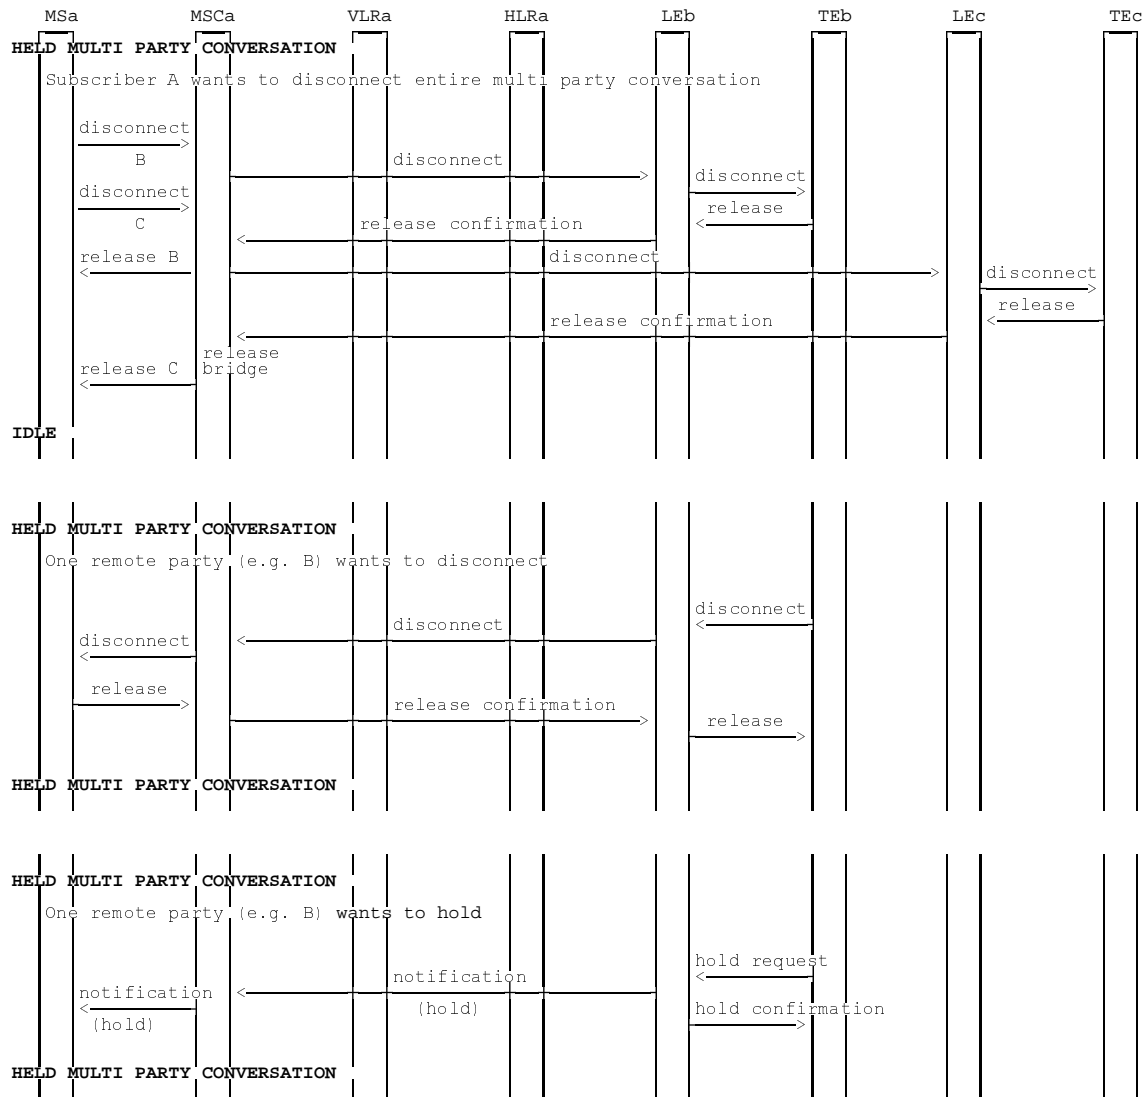 MSa MSCa VLRa HLRa LEb TEb LEc TEc
HELD MULTI PARTY CONVERSATION
Subscriber A wants to disconnect entire multi party conversation
disconnect
B
disconnect
disconnect
disconnect
C
release
release confirmation
release B
disconnect
disconnect
release
release confirmation
release
bridge
release C
IDLE
HELD MULTI PARTY CONVERSATION
One remote party (e.g. B) wants to disconnect
disconnect
disconnect
disconnect
release
release confirmation
release
HELD MULTI PARTY CONVERSATION
HELD MULTI PARTY CONVERSATION
One remote party (e.g. B) wants to hold
hold request
notification
(hold)
notification
(hold)
hold confirmation
HELD MULTI PARTY CONVERSATION